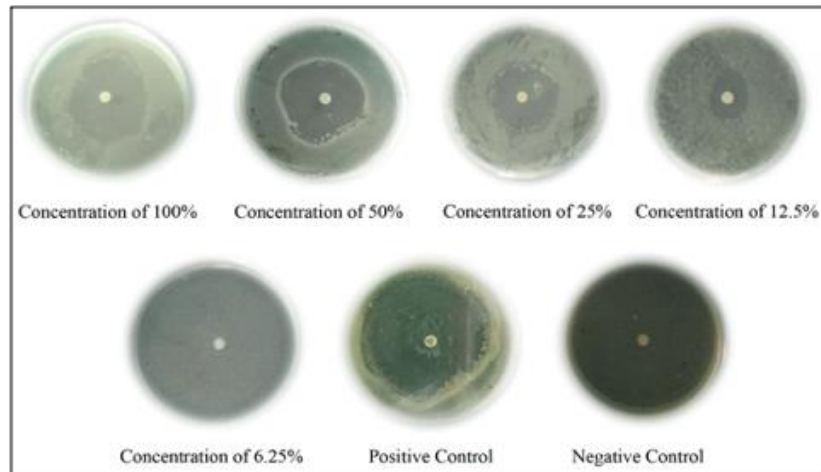 Concentration of 100%
Concentration of 50%
Concentration of 25%
Concentration of 12.5%
Concentration of 6.25%
Positive Control
Negative Control